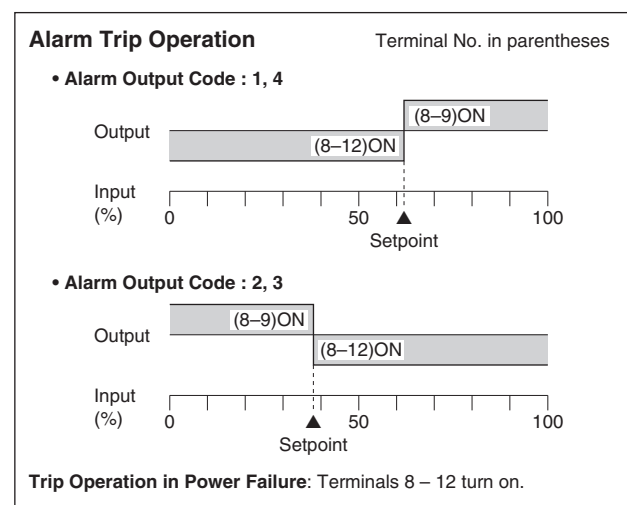 Alarm Trip Operation Terminal No. in parentheses
• Alarm Output Code : 1, 4
(8–9)ON
Output
(8–12)ON
Input
(%)
0 50 100
Setpoint
• Alarm Output Code : 2, 3
(8–9)ON
Output
(8–12)ON
Input
(%)
0 50 100
Setpoint
Trip Operation in Power Failure: Terminals 8 – 12 turn on.